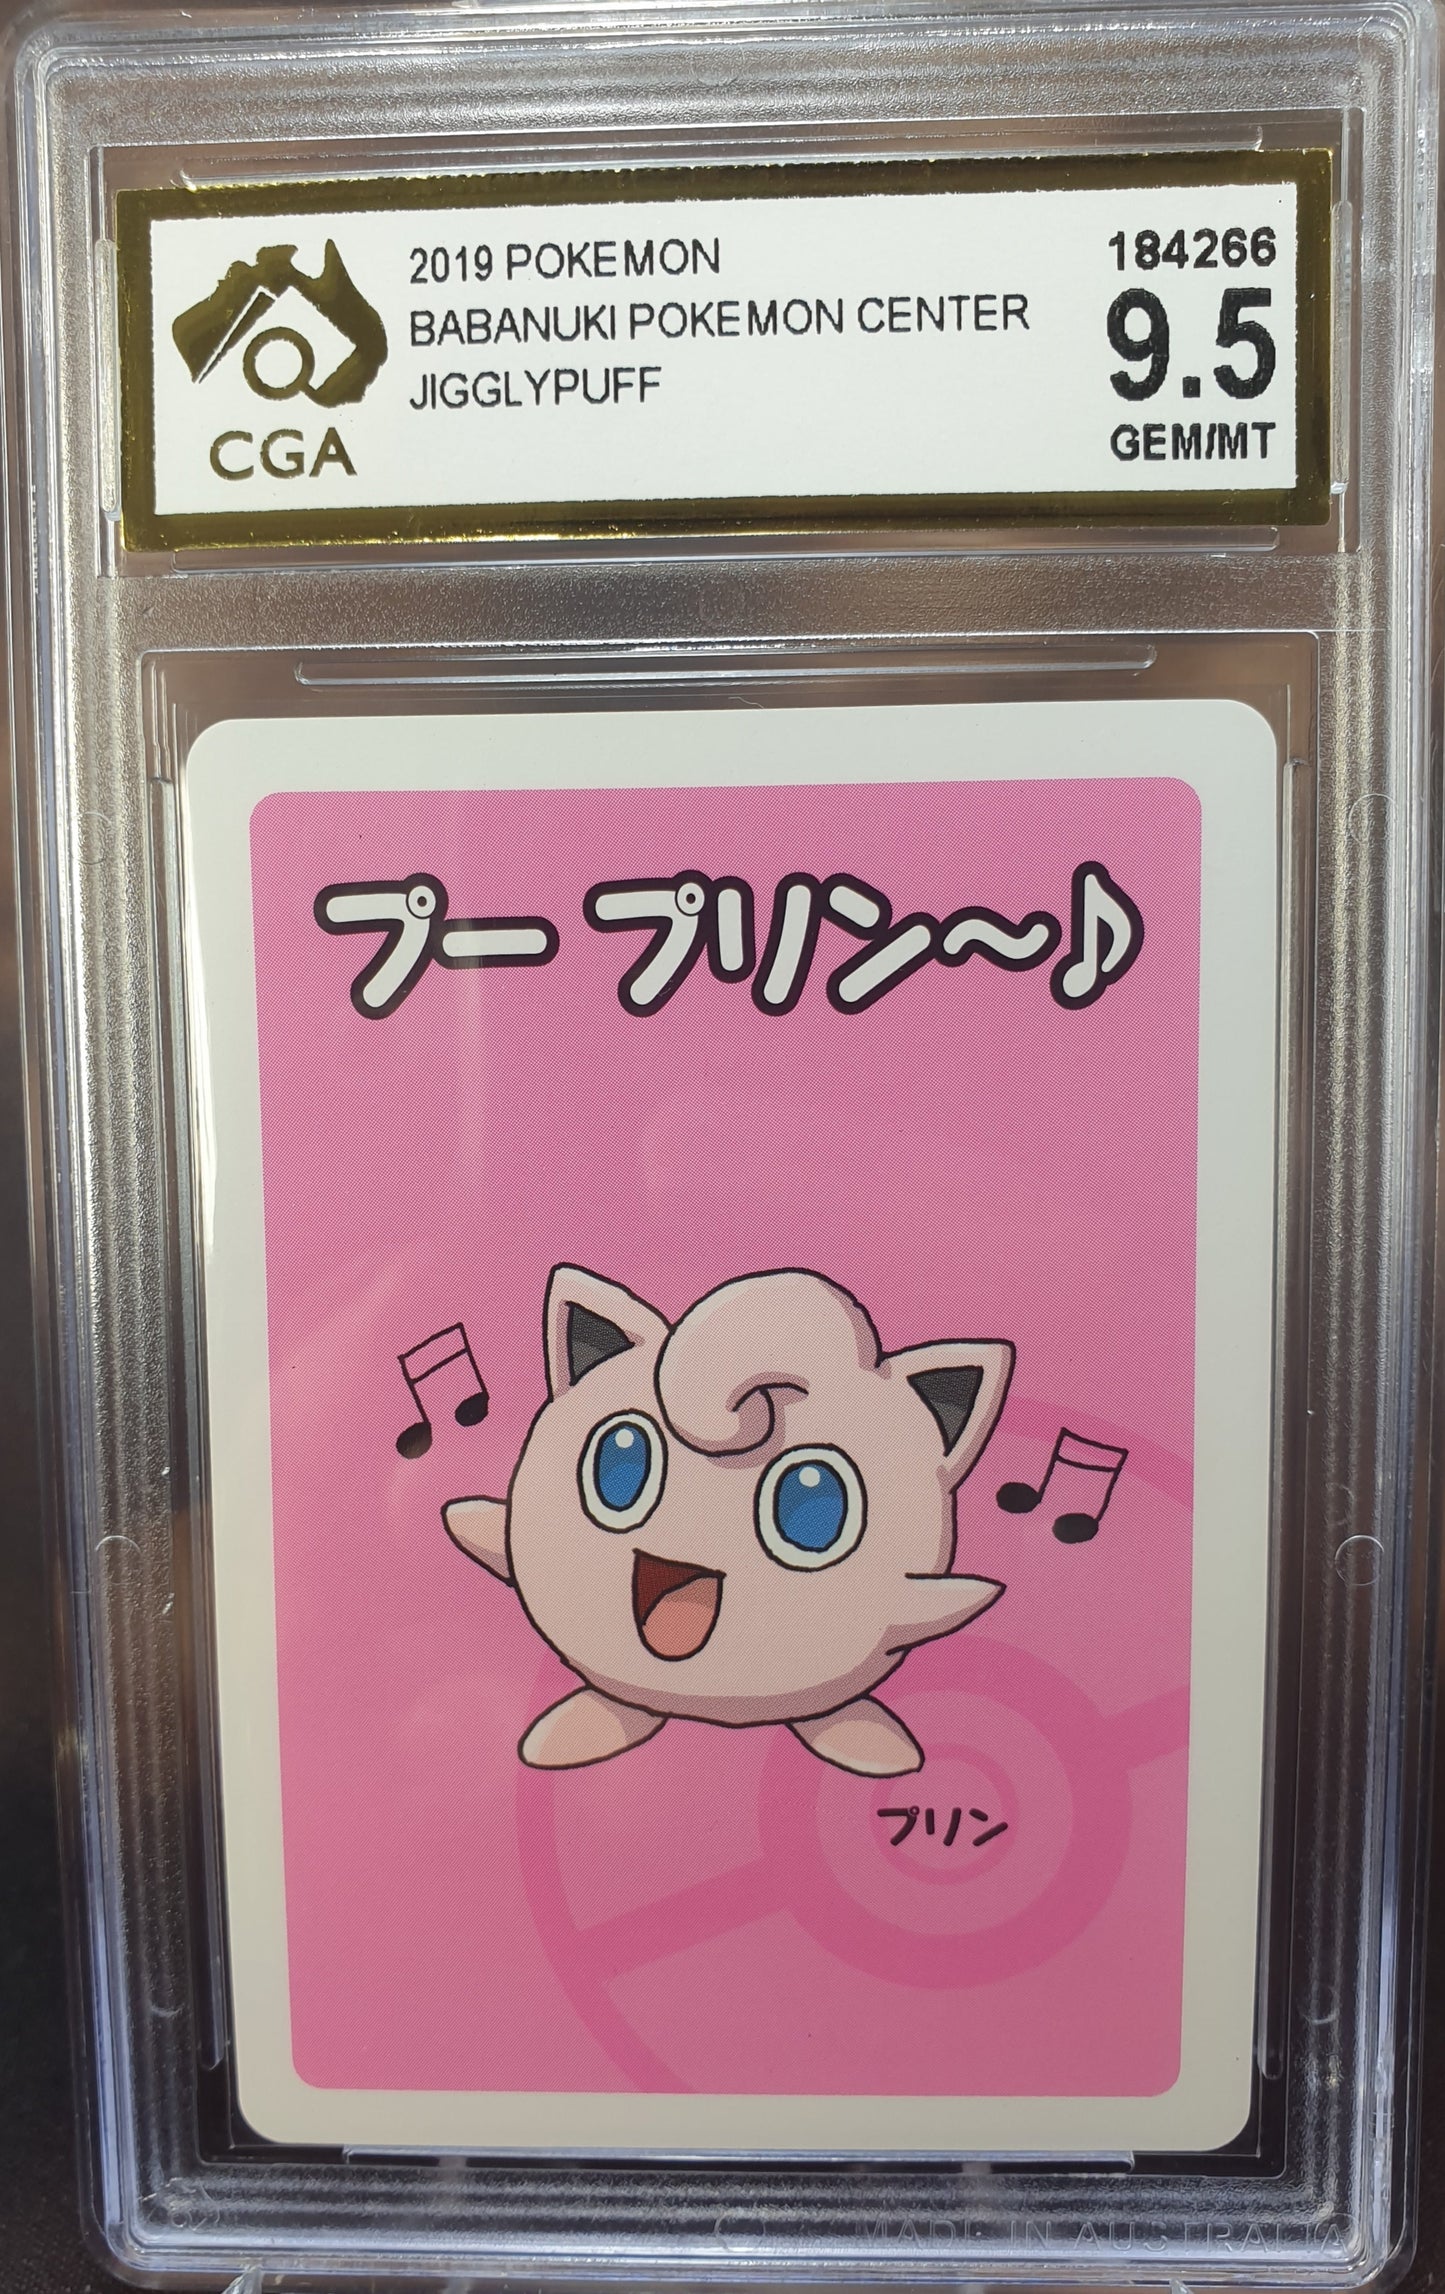 2019 POKEMON
BABANUKI POKEMON CENTER
JIGGLYPUFF
184266
9.5
GEM/MT
CGA
プー プリン～♪
プリン
MADE IN AUSTRALIA